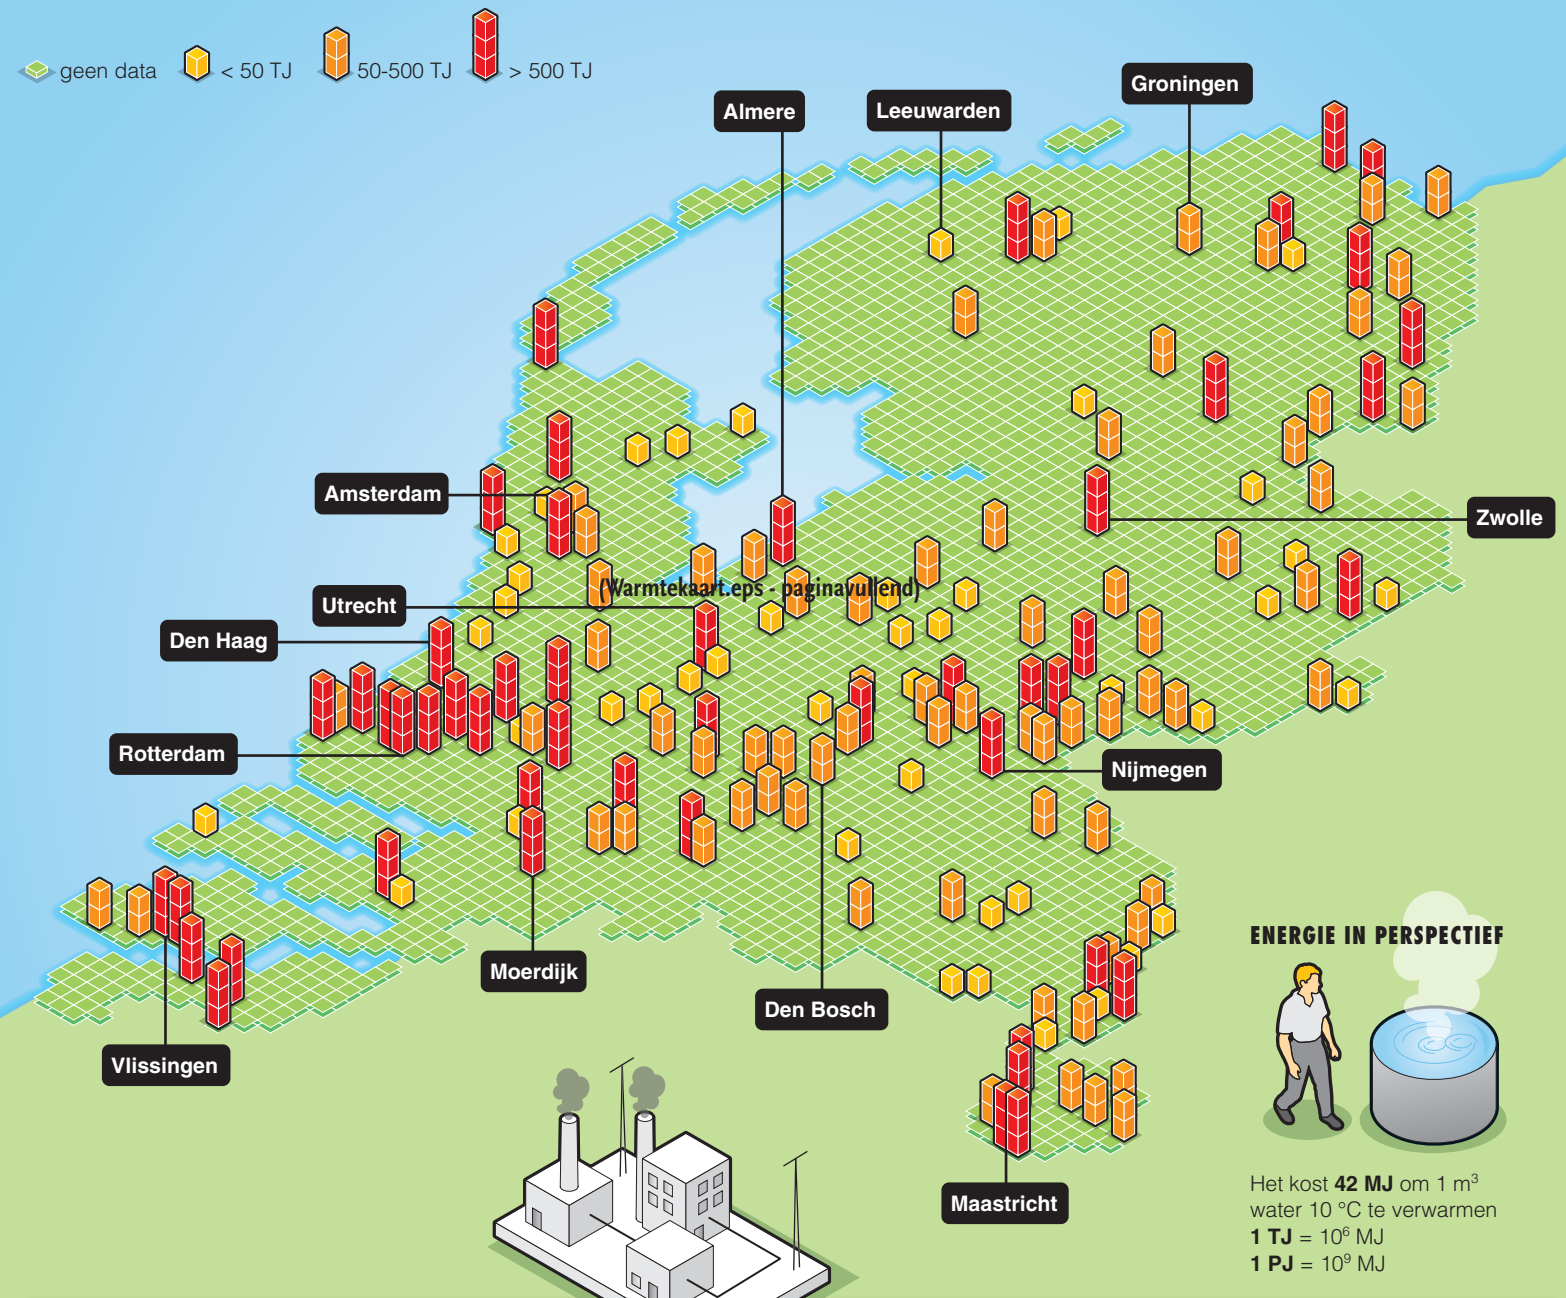 geen data
< 50 TJ
50-500 TJ
> 500 TJ
Groningen
Almere
Leeuwarden
Amsterdam
Zwolle
(Warmtekaart.eps - paginavullend)
Utrecht
Den Haag
Rotterdam
Nijmegen
Moerdijk
Den Bosch
Vlissingen
Maastricht
ENERGIE IN PERSPECTIEF
Het kost 42 MJ om 1 m³
water 10 °C te verwarmen
1 TJ = 10⁶ MJ
1 PJ = 10⁹ MJ